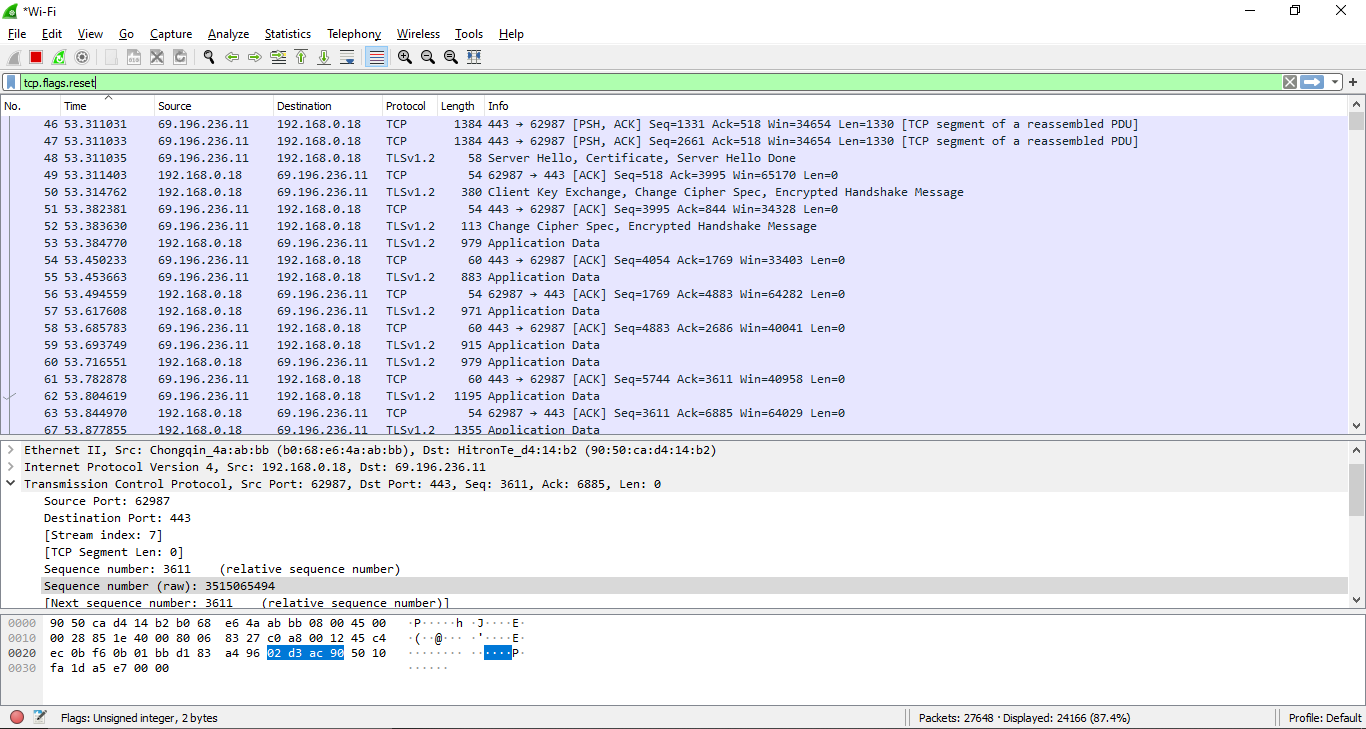 *Wi-Fi
File Edit View Go Capture Analyze Statistics Telephony Wireless Tools Help
tcp.flags.reset
No. Time Source Destination Protocol Length Info
46 53.311031 69.196.236.11 192.168.0.18 TCP 1384 443 → 62987 [PSH, ACK] Seq=1331 Ack=518 Win=34654 Len=1330 [TCP segment of a reassembled PDU]
47 53.311033 69.196.236.11 192.168.0.18 TCP 1384 443 → 62987 [PSH, ACK] Seq=2661 Ack=518 Win=34654 Len=1330 [TCP segment of a reassembled PDU]
48 53.311035 69.196.236.11 192.168.0.18 TLSv1.2 58 Server Hello, Certificate, Server Hello Done
49 53.311403 192.168.0.18 69.196.236.11 TCP 54 62987 → 443 [ACK] Seq=518 Ack=3995 Win=65170 Len=0
50 53.314762 192.168.0.18 69.196.236.11 TLSv1.2 380 Client Key Exchange, Change Cipher Spec, Encrypted Handshake Message
51 53.382381 69.196.236.11 192.168.0.18 TCP 54 443 → 62987 [ACK] Seq=3995 Ack=844 Win=34328 Len=0
52 53.383630 69.196.236.11 192.168.0.18 TLSv1.2 113 Change Cipher Spec, Encrypted Handshake Message
53 53.384770 192.168.0.18 69.196.236.11 TLSv1.2 979 Application Data
54 53.450233 69.196.236.11 192.168.0.18 TCP 60 443 → 62987 [ACK] Seq=4054 Ack=1769 Win=33403 Len=0
55 53.453663 69.196.236.11 192.168.0.18 TLSv1.2 883 Application Data
56 53.494559 192.168.0.18 69.196.236.11 TCP 54 62987 → 443 [ACK] Seq=1769 Ack=4883 Win=64282 Len=0
57 53.617608 192.168.0.18 69.196.236.11 TLSv1.2 971 Application Data
58 53.685783 69.196.236.11 192.168.0.18 TCP 60 443 → 62987 [ACK] Seq=4883 Ack=2686 Win=40041 Len=0
59 53.693749 69.196.236.11 192.168.0.18 TLSv1.2 915 Application Data
60 53.716551 192.168.0.18 69.196.236.11 TLSv1.2 979 Application Data
61 53.782878 69.196.236.11 192.168.0.18 TCP 60 443 → 62987 [ACK] Seq=5744 Ack=3611 Win=40958 Len=0
62 53.804619 69.196.236.11 192.168.0.18 TLSv1.2 1195 Application Data
63 53.844970 192.168.0.18 69.196.236.11 TCP 54 62987 → 443 [ACK] Seq=3611 Ack=6885 Win=64029 Len=0
67 53.877855 192.168.0.18 69.196.236.11 TLSv1.2 1355 Application Data
Ethernet II, Src: Chongqin_4a:ab:bb (b0:68:e6:4a:ab:bb), Dst: HitronTe_d4:14:b2 (90:50:ca:d4:14:b2)
Internet Protocol Version 4, Src: 192.168.0.18, Dst: 69.196.236.11
Transmission Control Protocol, Src Port: 62987, Dst Port: 443, Seq: 3611, Ack: 6885, Len: 0
Source Port: 62987
Destination Port: 443
[Stream index: 7]
[TCP Segment Len: 0]
Sequence number: 3611 (relative sequence number)
Sequence number (raw): 3515065494
[Next sequence number: 3611 (relative sequence number)]
0000 90 50 ca d4 14 b2 b0 68 e6 4a ab bb 08 00 45 00 ·P·····h ·J····E·
0010 00 28 85 1e 40 00 80 06 83 27 c0 a8 00 12 45 c4 ·(··@··· ·'····E·
0020 ec 0b f6 0b 01 bb d1 83 a4 96 02 d3 ac 90 50 10 ········ ······P·
0030 fa 1d a5 e7 00 00 ······
Flags: Unsigned integer, 2 bytes
Packets: 27648 · Displayed: 24166 (87.4%)
Profile: Default